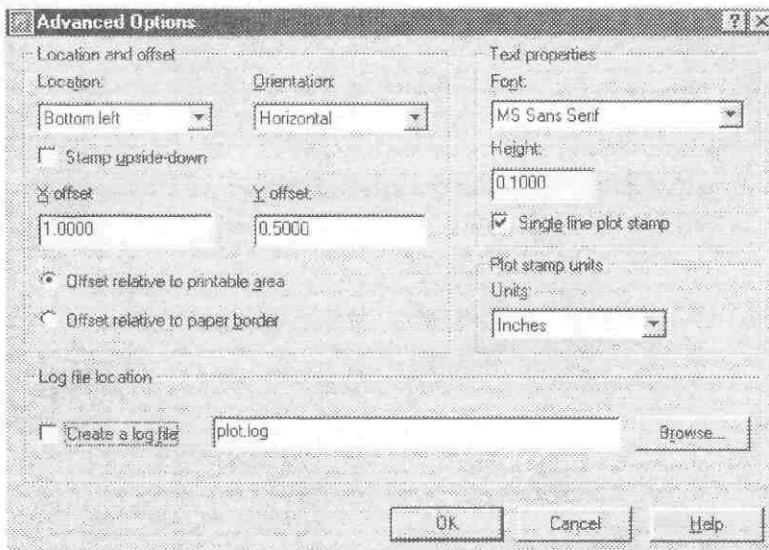 Advanced Options
Location and offset
Location:
Orientation:
Bottom left
Horizontal
Stamp upside-down
X offset
Y offset
1.0000
0.5000
Offset relative to printable area
Offset relative to paper border
Text properties
Font:
MS Sans Serif
Height:
0.1000
Single line plot stamp
Plot stamp units
Units:
Inches
Log file location
Create a log file
plot.log
Browse...
OK
Cancel
Help